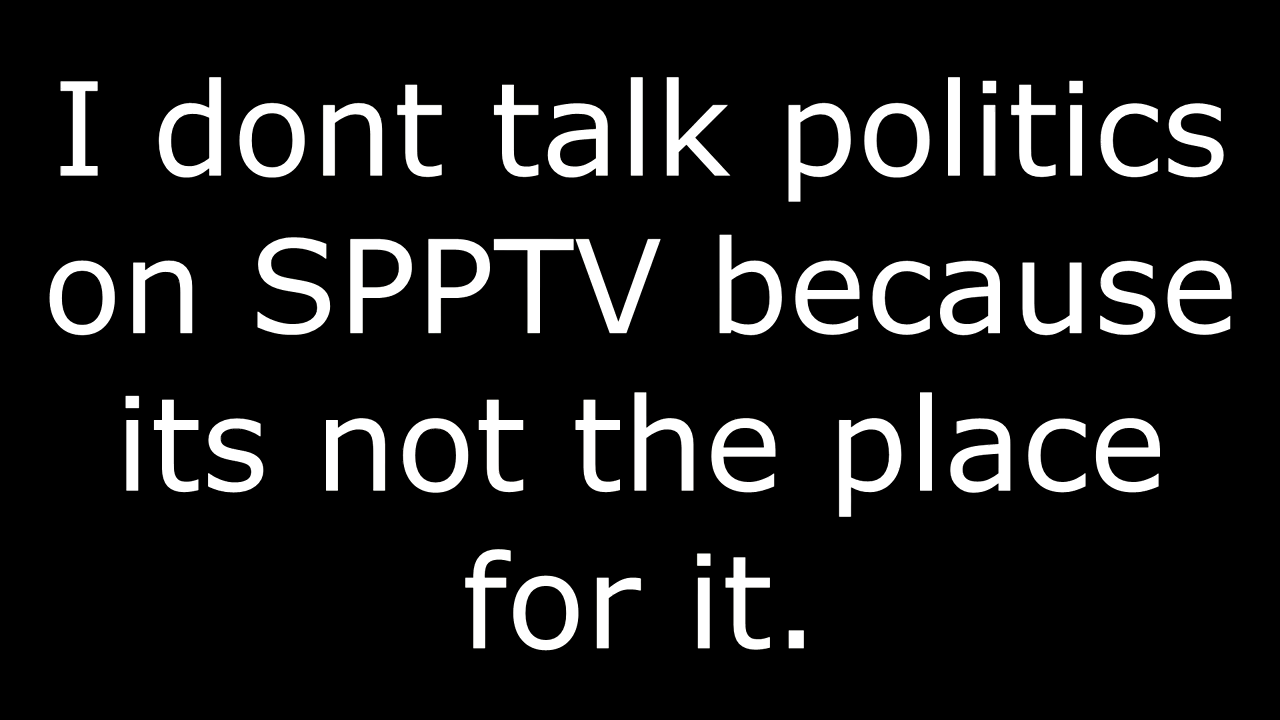 I dont talk politics
on SPPTV because
its not the place
for it.